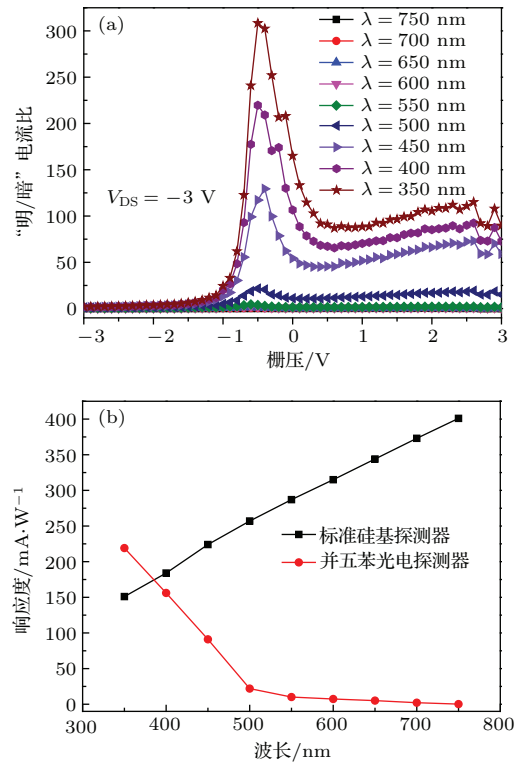 (a)
300
250
200
150
100
50
0
“明/暗” 电流比
V_DS = −3 V
λ = 750 nm
λ = 700 nm
λ = 650 nm
λ = 600 nm
λ = 550 nm
λ = 500 nm
λ = 450 nm
λ = 400 nm
λ = 350 nm
−3 −2 −1 0 1 2 3
栅压/V
(b)
400
350
300
250
200
150
100
50
0
响应度/mA·W⁻¹
标准硅基探测器
并五苯光电探测器
300 400 500 600 700 800
波长/nm